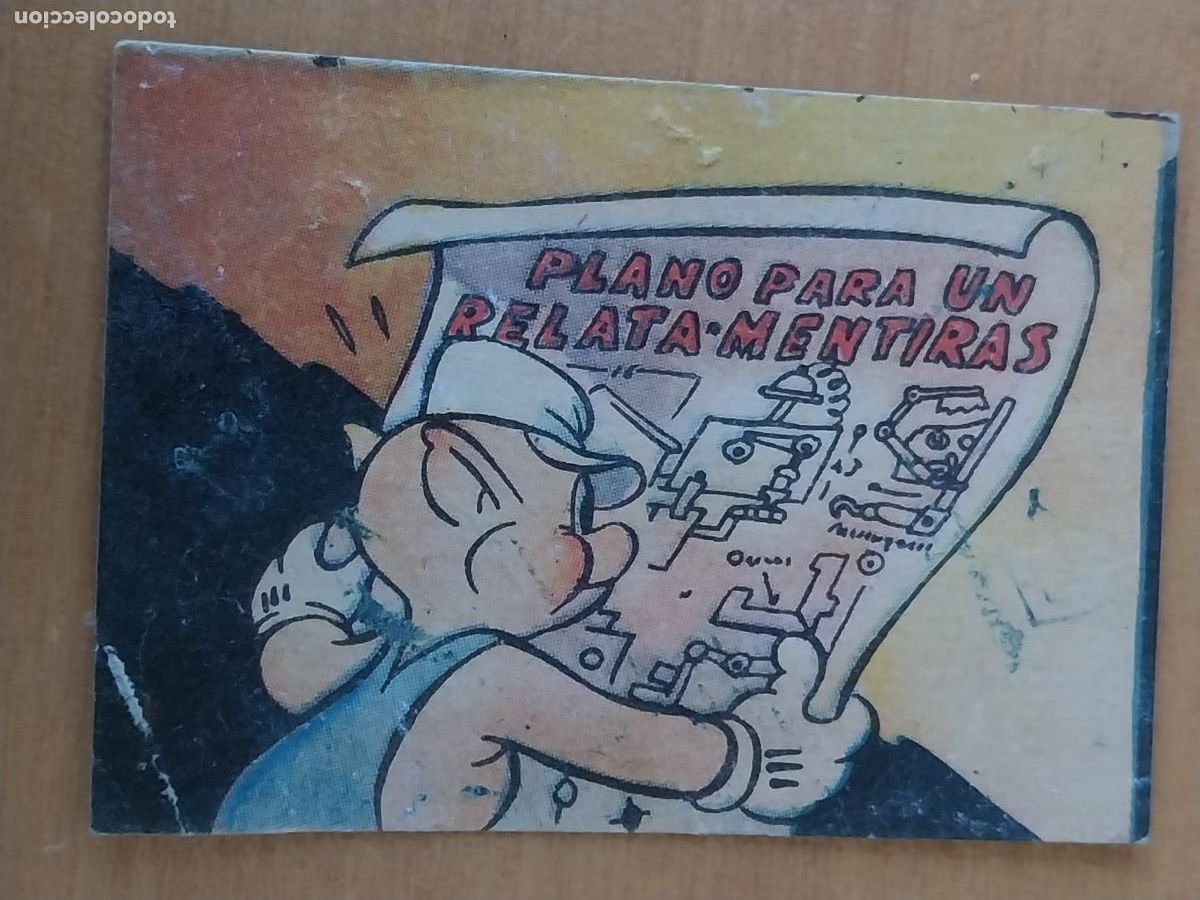 todocoleccion
PLANO PARA UN
RELATA·MENTIRAS